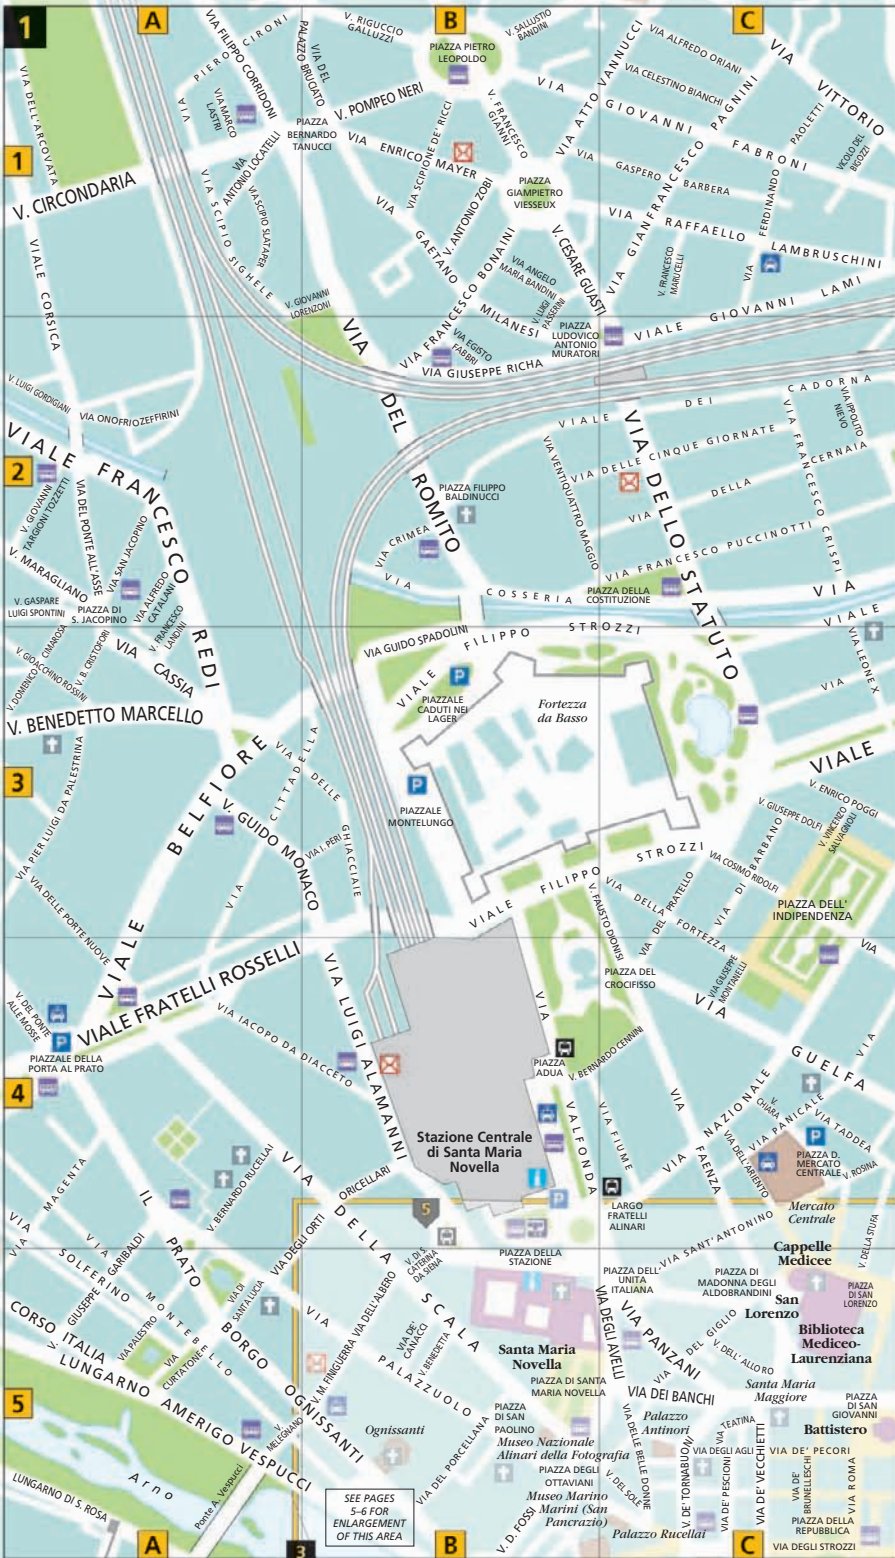 1
A
B
C
VIA DELL'ARCOVATA
VIA FILIPPO CORRIDONI
VIA PIERO CIRONI
VIA MARCO
LASTRI
PALAZZO BRUCIATO
VIA DEL
V. RIGUCCIO
GALLUZZI
PIAZZA PIETRO
LEOPOLDO
V. SALLUSTIO
BANDINI
VIA ATTO VANNUCCI
VIA ALFREDO ORIANI
VIA CELESTINO BIANCHI
VIA VITTORIO
PAOLETTI
VICOLO DEL
BIGOZZI
V. POMPEO NERI
PIAZZA
BERNARDO
TANUCCI
V. FRANCESCO
GIANNI
VIA GIOVANNI FABRONI
VIA ENRICO MAYER
VIA SCIPIONE DE' RICCI
1
V. CIRCONDARIA
VIA
ANTONIO LOCATELLI
VIA SCIPIO SLATAPER
VIA SCIPIO SIGHELE
PIAZZA
GIAMPIETRO
VIESSEUX
VIA GASPERO BARBERA
VIA GIANFRANCESCO PAGNINI
VIA FERDINANDO
VIA RAFFAELLO LAMBRUSCHINI
V. ANTONIO ZOBI
VIA GAETANO MILANESI
VIA FRANCESCO BONAINI
V. CESARE GUASTI
VIA ANGELO
MARIA BANDINI
V. LUIGI
PASSERINI
V. FRANCESCO
MARUCELLI
VIALE GIOVANNI LAMI
VIALE CORSICA
V. GIOVANNI
LORENZONI
VIA EGISTO
FABBRI
PIAZZA
LUDOVICO
ANTONIO
MURATORI
VIA GIUSEPPE RICHA
V. LUIGI GORDIGIANI
VIA ONOFRIO ZEFFIRINI
VIA DEL ROMITO
VIALE DEI CADORNA
VIA IPPOLITO
NIEVO
VIA DELLO STATUTO
VIA DELLE CINQUE GIORNATE
VIA FRANCESCO CRISPI
VIALE FRANCESCO REDI
2
V. GIOVANNI
TARGIONI TOZZETTI
VIA DEL PONTE ALL'ASSE
VIA SAN JACOPINO
PIAZZA FILIPPO
BALDINUCCI
VIA VENTIQUATTRO MAGGIO
VIA DELLA CERNAIA
VIA CRIMEA
VIA FRANCESCO PUCCINOTTI
V. MARAGLIANO
V. GASPARE
LUIGI SPONTINI
PIAZZA DI
S. JACOPINO
VIA ALFREDO
CATALANI
V. FRANCESCO
LANDINI
VIA COSSERIA
PIAZZA DELLA
COSTITUZIONE
VIA
VIALE
V. GIOACCHINO ROSSINI
V. DOMENICO CIMAROSA
V. B. CRISTOFORI
VIA CASSIA
VIA GUIDO SPADOLINI
VIALE FILIPPO STROZZI
VIA LEONE X
VIA
PIAZZALE
CADUTI NEI
LAGER
Fortezza
da Basso
V. BENEDETTO MARCELLO
VIALE
3
VIA PIER LUIGI DA PALESTRINA
VIALE BELFIORE
VIA CITTADELLA
VIA DELLE GHIACCIAIE
V. GUIDO MONACO
VIA I. PERI
PIAZZALE
MONTELUNGO
V. ENRICO POGGI
V. GIUSEPPE DOLFI
V. VINCENZO
SALVAGNOLI
VIA DI BARBANO
VIALE FILIPPO STROZZI
VIA COSIMO RIDOLFI
VIA DELLE PORTE NUOVE
V. FAUSTO DIONISI
VIA DELLA FORTEZZA
VIA DEL PRATELLO
PIAZZA DELL'
INDIPENDENZA
VIA
VIALE FRATELLI ROSSELLI
VIA LUIGI ALAMANNI
PIAZZA DEL
CROCIFISSO
VIA GIUSEPPE
MONTANELLI
VIA GUELFA
VIA
V. DEL PONTE
ALLE MOSSE
VIA IACOPO DA DIACCETO
PIAZZALE DELLA
PORTA AL PRATO
PIAZZA
ADUA
V. BERNARDO CENNINI
4
VIA VALFONDA
VIA FIUME
VIA FAENZA
VIA NAZIONALE
V.
CHIARA
VIA PANICALE
VIA TADDEA
VIA DELL'ARIENTO
Stazione Centrale
di Santa Maria
Novella
PIAZZA D.
MERCATO
CENTRALE
V. ROSINA
VIA MAGENTA
V. BERNARDO RUCELLAI
ORICELLARI
5
LARGO
FRATELLI
ALINARI
Mercato
Centrale
VIA
VIA SOLFERINO
V. GIUSEPPE GARIBALDI
IL PRATO
VIA DEGLI ORTI
VIA DELLA SCALA
V. DI S.
CATERINA
DA SIENA
PIAZZA DELLA
STAZIONE
VIA SANT'ANTONINO
V. DELLA STUFA
Cappelle
Medicee
PIAZZA DELL'
UNITA
ITALIANA
PIAZZA DI
MADONNA DEGLI
ALDOBRANDINI
PIAZZA
DI SAN
LORENZO
San
Lorenzo
CORSO ITALIA
VIA PALESTRO
VIA MONTEBELLO
VIA
CURTATONE
VIA DI
SANTA LUCIA
BORGO OGNISSANTI
VIA PALAZZUOLO
V. M. FINIGUERRA
VIA DELL'ALBERO
VIA DE'
CANACCI
V. BENEDETTA
Santa Maria
Novella
VIA DEGLI AVELLI
VIA PANZANI
VIA DEL GIGLIO
V. DELL'ALLORO
Biblioteca
Mediceo-
Laurenziana
LUNGARNO AMERIGO VESPUCCI
PIAZZA DI SANTA
MARIA NOVELLA
VIA DEI BANCHI
Santa Maria
Maggiore
5
V.
MELEGNANO
PIAZZA
DI SAN
PAOLINO
Palazzo
Antinori
PIAZZA
DI SAN
GIOVANNI
Battistero
Ognissanti
VIA DEL PORCELLANA
Museo Nazionale
Alinari della Fotografia
VIA DELLE BELLE DONNE
VIA TEATINA
VIA DEGLI AGLI
VIA DE' PECORI
Arno
Ponte A. Vespucci
LUNGARNO DI S. ROSA
PIAZZA DEGLI
OTTAVIANI
V. DEL SOLE
V. DE' TORNABUONI
VIA DE' PESCIONI
VIA DE' VECCHIETTI
VIA DE'
BRUNELLESCHI
VIA ROMA
SEE PAGES
5–6 FOR
ENLARGEMENT
OF THIS AREA
Museo Marino
Marini (San
Pancrazio)
V. D. FOSSI
Palazzo Rucellai
PIAZZA DELLA
REPUBBLICA
VIA DEGLI STROZZI
A
3
B
C